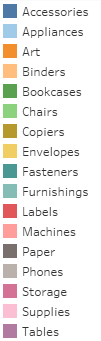 Accessories
Appliances
Art
Binders
Bookcases
Chairs
Copiers
Envelopes
Fasteners
Furnishings
Labels
Machines
Paper
Phones
Storage
Supplies
Tables